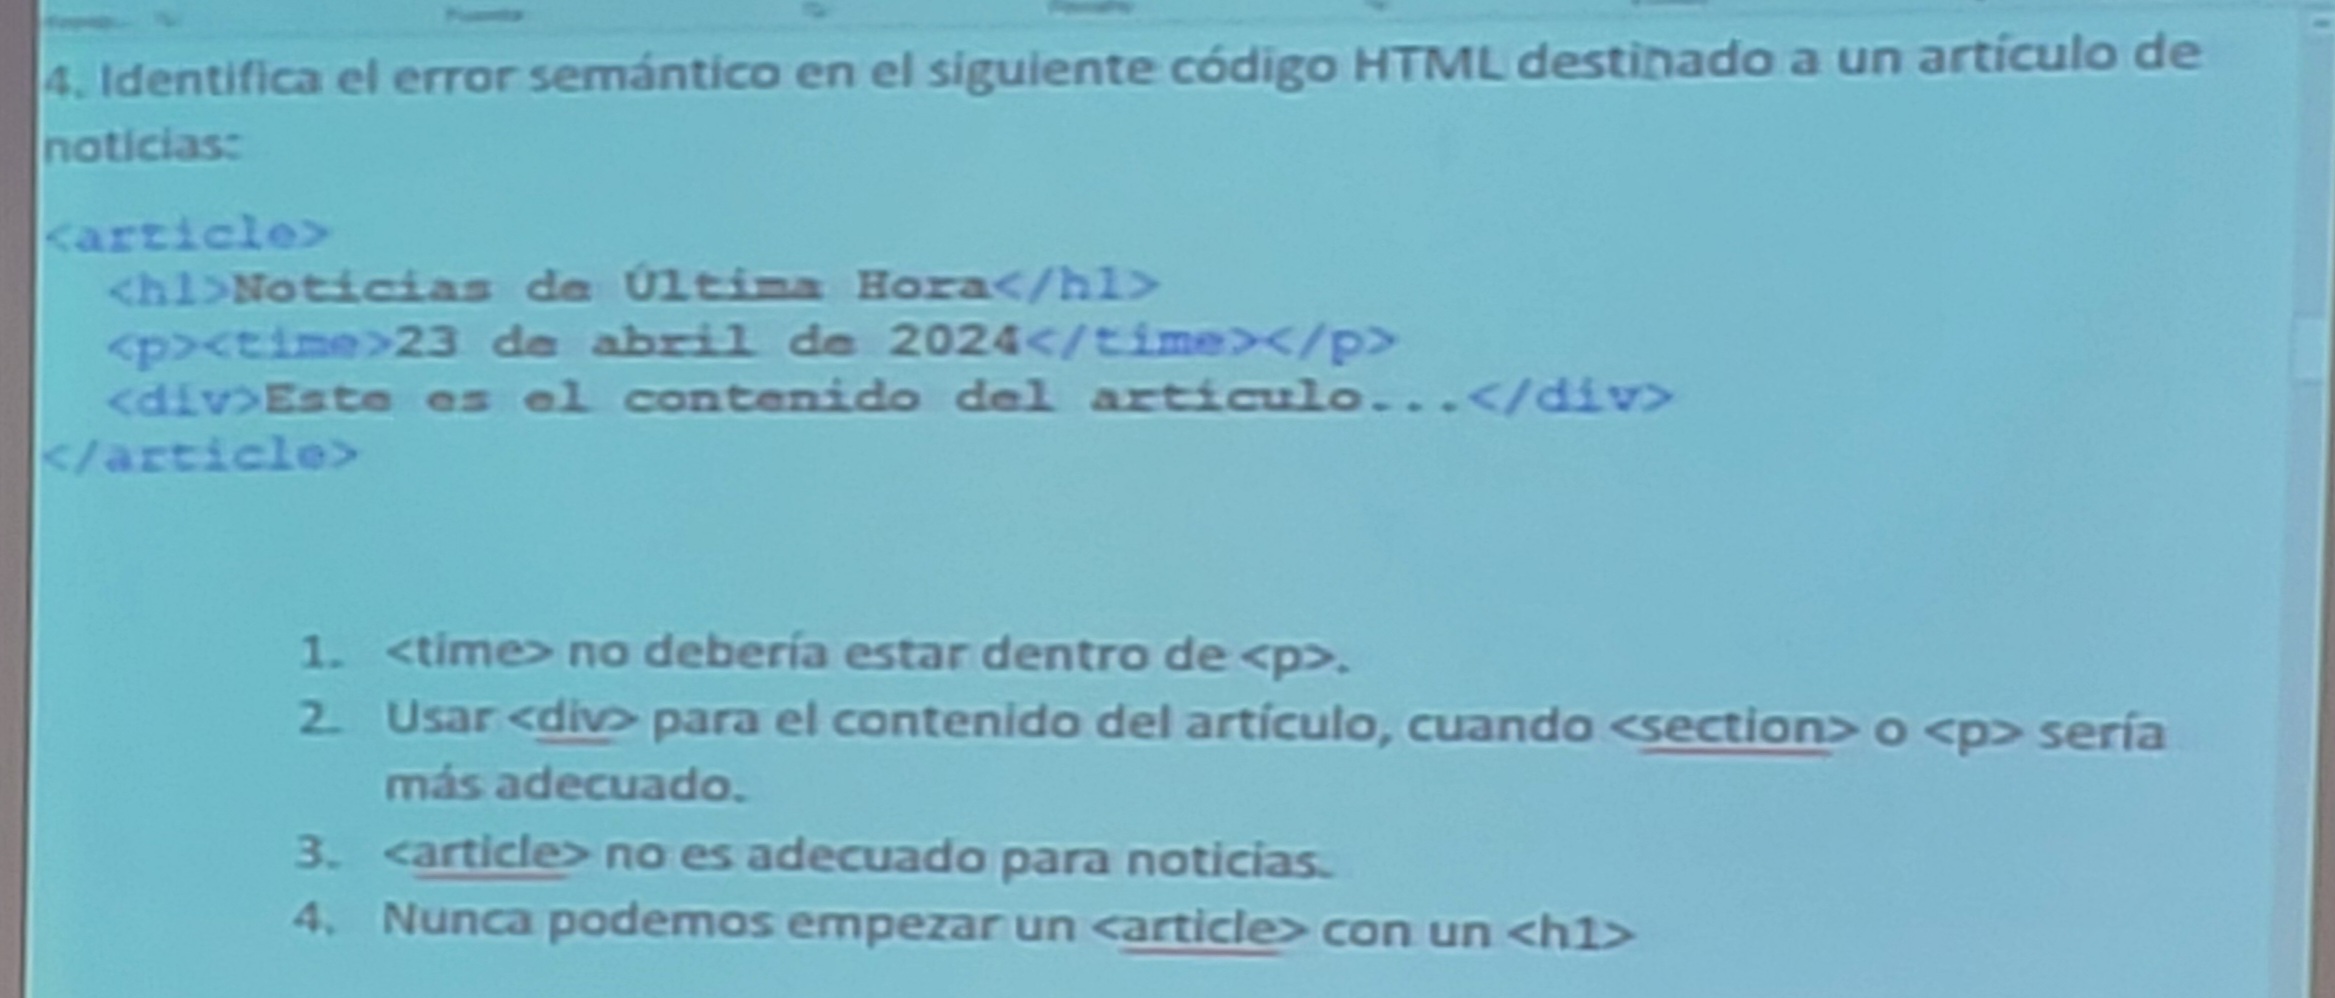 4. Identifica el error semántico en el siguiente código HTML destinado a un artículo de
noticias:
<article>
<h1>Noticias de Última Hora</h1>
<p><time>23 de abril de 2024</time></p>
<div>Este es el contenido del artículo...</div>
</article>
1. <time> no debería estar dentro de <p>.
2. Usar <div> para el contenido del artículo, cuando <section> o <p> sería
más adecuado.
3. <article> no es adecuado para noticias.
4. Nunca podemos empezar un <article> con un <h1>